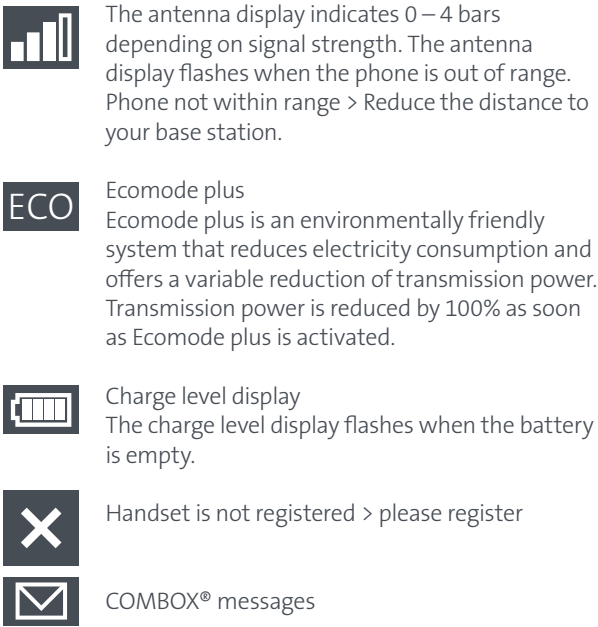 The antenna display indicates 0 – 4 bars
depending on signal strength. The antenna
display flashes when the phone is out of range.
Phone not within range > Reduce the distance to
your base station.
ECO
Ecomode plus
Ecomode plus is an environmentally friendly
system that reduces electricity consumption and
offers a variable reduction of transmission power.
Transmission power is reduced by 100% as soon
as Ecomode plus is activated.
Charge level display
The charge level display flashes when the battery
is empty.
Handset is not registered > please register
COMBOX® messages